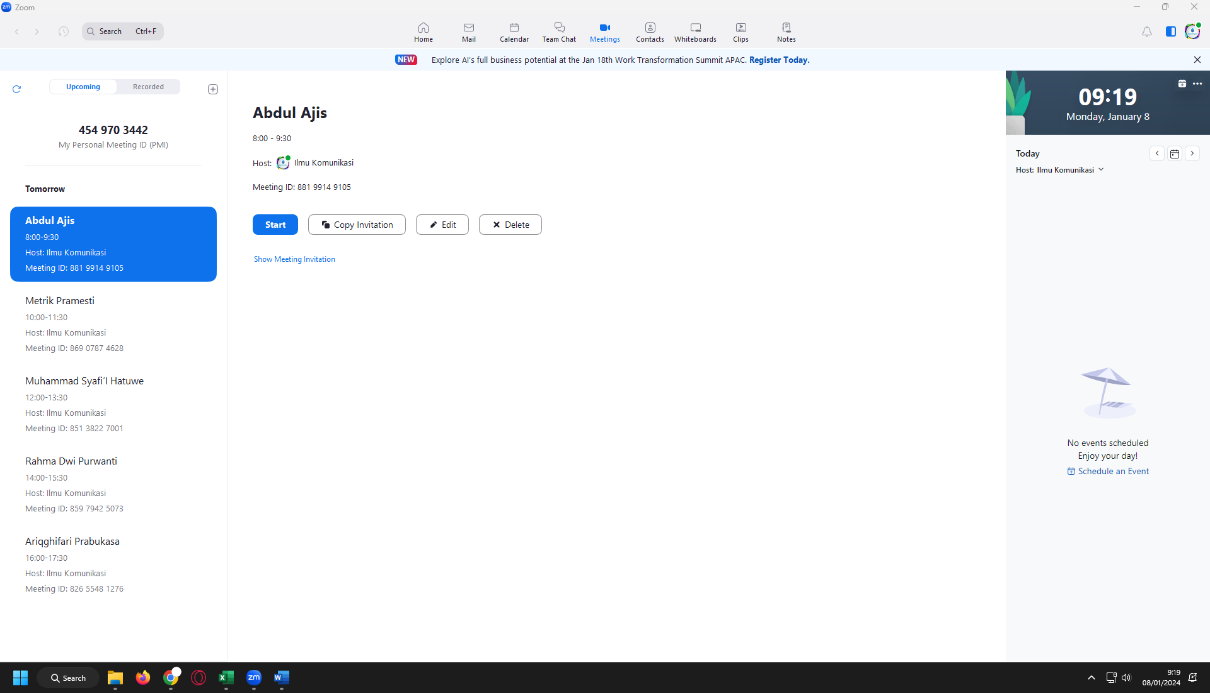 zm Zoom
Search Ctrl+F
Home
Mail
Calendar
Team Chat
Meetings
Contacts
Whiteboards
Clips
Notes
NEW Explore AI's full business potential at the Jan 18th Work Transformation Summit APAC. Register Today.
Upcoming Recorded
454 970 3442
My Personal Meeting ID (PMI)
Tomorrow
Abdul Ajis
8:00-9:30
Host: Ilmu Komunikasi
Meeting ID: 881 9914 9105
Metrik Pramesti
10:00-11:30
Host: Ilmu Komunikasi
Meeting ID: 869 0787 4628
Muhammad Syafi´I Hatuwe
12:00-13:30
Host: Ilmu Komunikasi
Meeting ID: 851 3822 7001
Rahma Dwi Purwanti
14:00-15:30
Host: Ilmu Komunikasi
Meeting ID: 859 7942 5073
Ariqghifari Prabukasa
16:00-17:30
Host: Ilmu Komunikasi
Meeting ID: 826 5548 1276
Abdul Ajis
8:00 - 9:30
Host: Ilmu Komunikasi
Meeting ID: 881 9914 9105
Start Copy Invitation Edit Delete
Show Meeting Invitation
09:19
Monday, January 8
Today
Host: Ilmu Komunikasi
No events scheduled
Enjoy your day!
Schedule an Event
Search
zm
9:19
08/01/2024